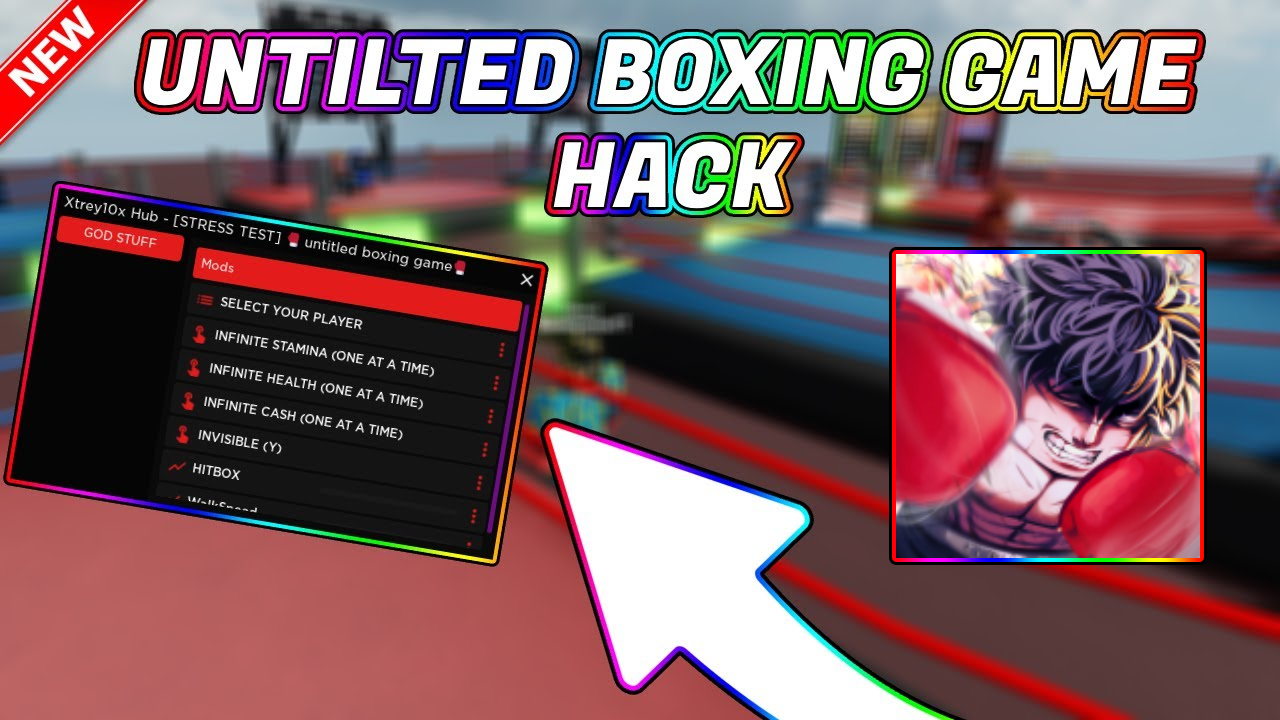 NEW
UNTILTED BOXING GAME
HACK
Xtrey10x Hub - [STRESS TEST] 🥊 untitled boxing game🥊
GOD STUFF
Mods
SELECT YOUR PLAYER
INFINITE STAMINA (ONE AT A TIME)
INFINITE HEALTH (ONE AT A TIME)
INFINITE CASH (ONE AT A TIME)
INVISIBLE (Y)
HITBOX
WalkSpeed